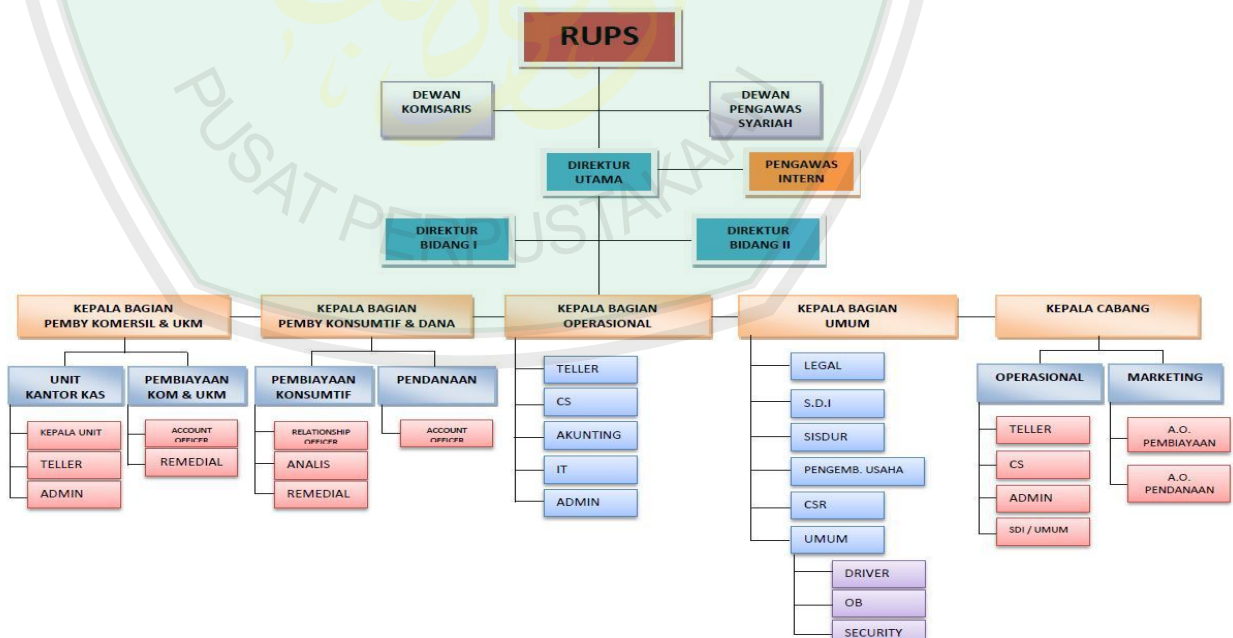 RUPS
DEWAN
KOMISARIS
DEWAN
PENGAWAS
SYARIAH
DIREKTUR
UTAMA
PENGAWAS
INTERN
DIREKTUR
BIDANG I
DIREKTUR
BIDANG II
PUSAT PERPUSTAKAAN
KEPALA BAGIAN
PEMBY KOMERSIL & UKM
KEPALA BAGIAN
PEMBY KONSUMTIF & DANA
KEPALA BAGIAN
OPERASIONAL
KEPALA BAGIAN
UMUM
KEPALA CABANG
UNIT
KANTOR KAS
KEPALA UNIT
TELLER
ADMIN
PEMBIAYAAN
KOM & UKM
ACCOUNT
OFFICER
REMEDIAL
PEMBIAYAAN
KONSUMTIF
RELATIONSHIP
OFFICER
ANALIS
REMEDIAL
PENDANAAN
ACCOUNT
OFFICER
TELLER
CS
AKUNTING
IT
ADMIN
LEGAL
S.D.I
SISDUR
PENGEMB. USAHA
CSR
UMUM
DRIVER
OB
SECURITY
OPERASIONAL
TELLER
CS
ADMIN
SDI / UMUM
MARKETING
A.O.
PEMBIAYAAN
A.O.
PENDANAAN